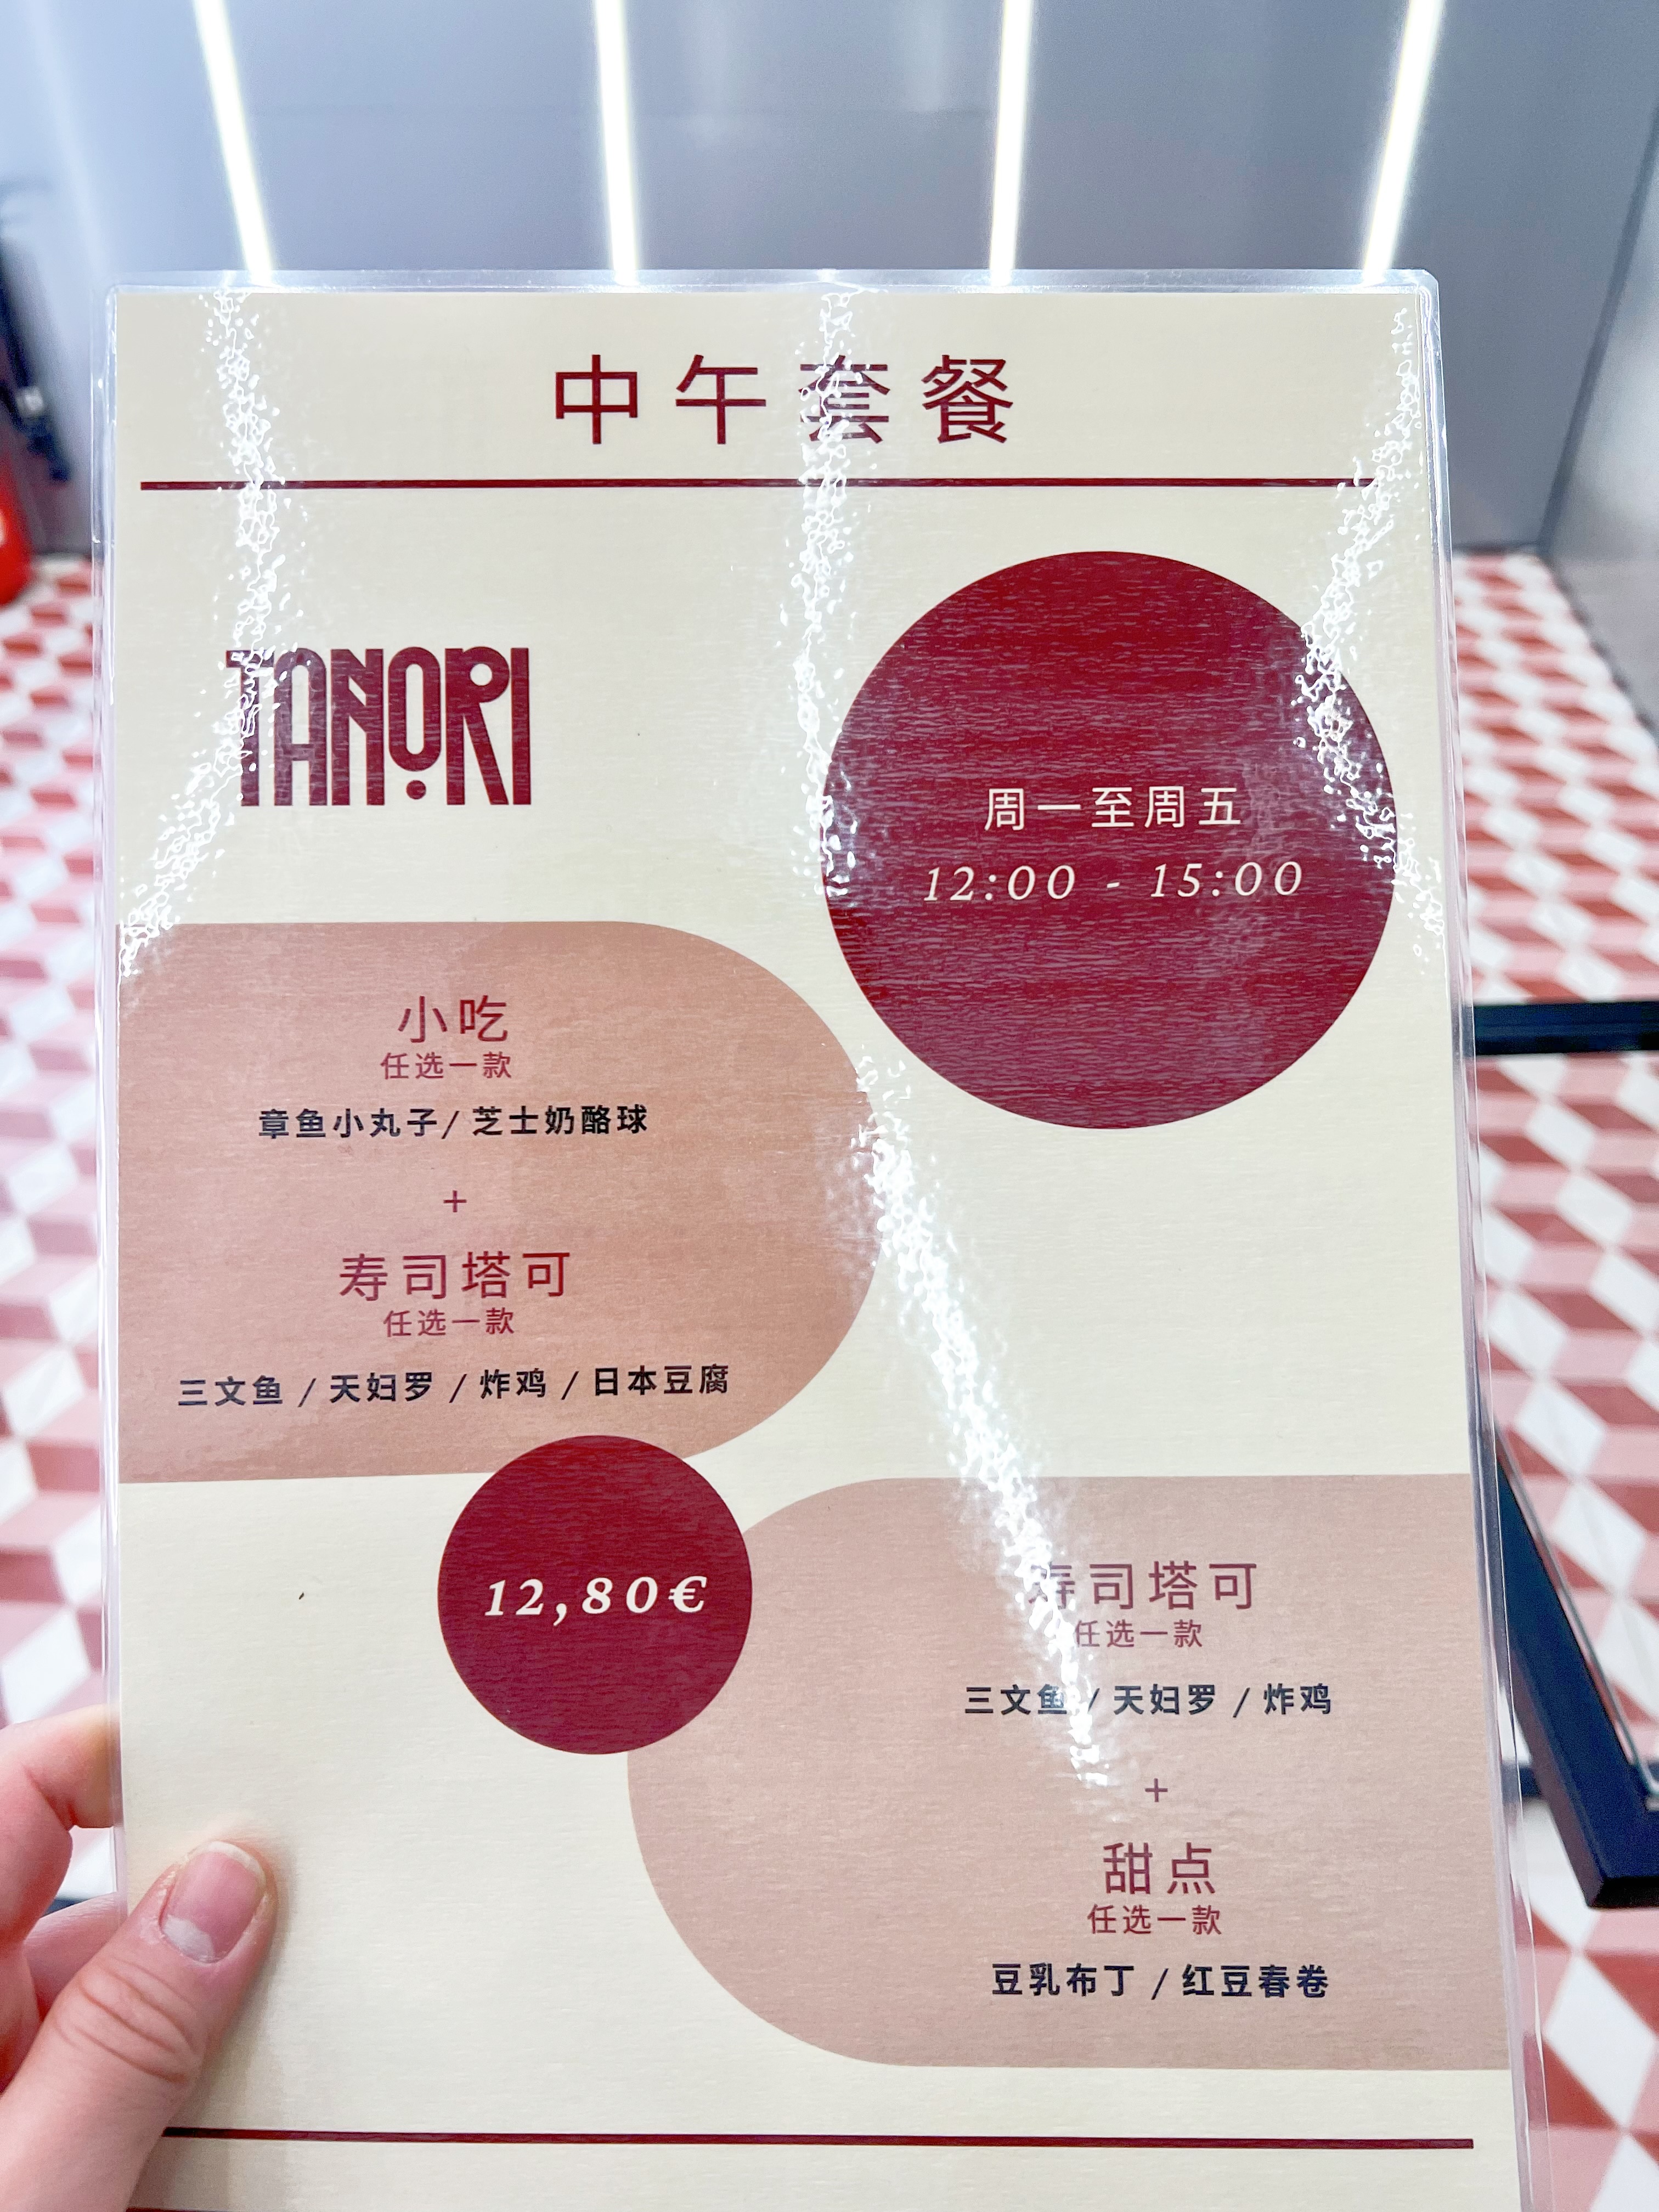 中午套餐
TANORI
周一至周五
12:00 - 15:00
小吃
任选一款
章鱼小丸子/ 芝士奶酪球
+
寿司塔可
任选一款
三文鱼 / 天妇罗 / 炸鸡 / 日本豆腐
12,80€
寿司塔可
任选一款
三文鱼 / 天妇罗 / 炸鸡
+
甜点
任选一款
豆乳布丁 / 红豆春卷